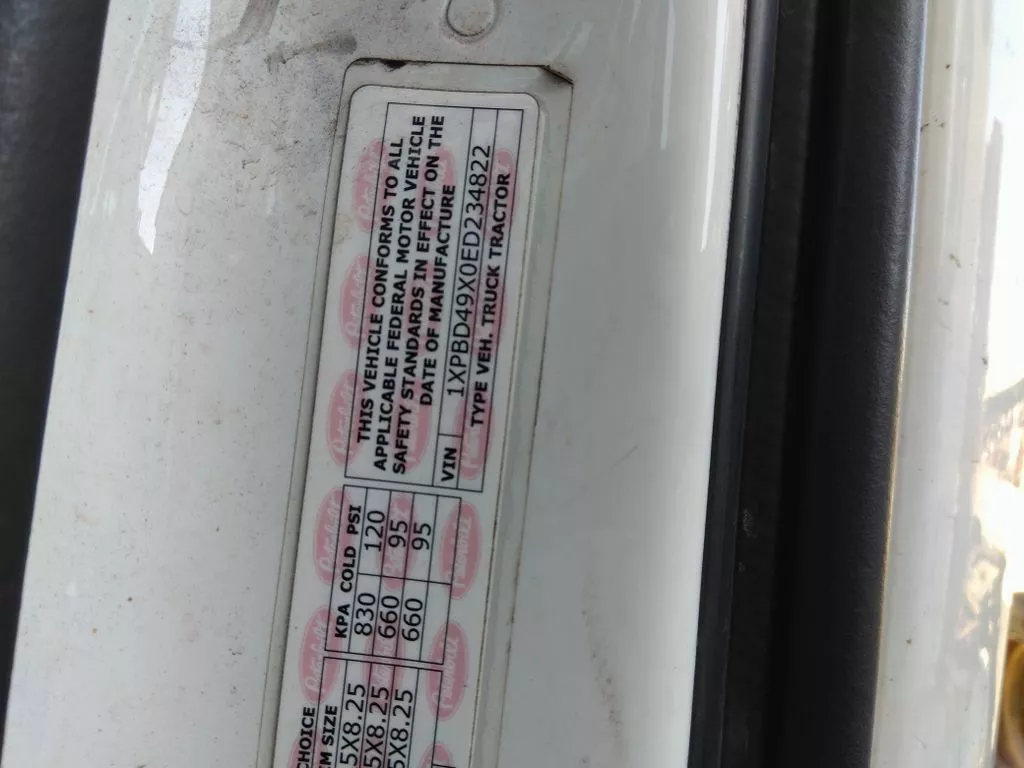 THIS VEHICLE CONFORMS TO ALL
APPLICABLE FEDERAL MOTOR VEHICLE
SAFETY STANDARDS IN EFFECT ON THE
DATE OF MANUFACTURE
VIN 1XPBD49X0ED234822
TYPE VEH. TRUCK TRACTOR
CHOICE
EM SIZE KPA COLD PSI
5X8.25 830 120
5X8.25 660 95
5X8.25 660 95
Peterbilt